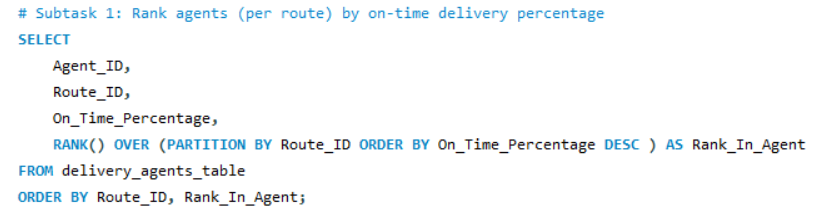 # Subtask 1: Rank agents (per route) by on-time delivery percentage
SELECT
    Agent_ID,
    Route_ID,
    On_Time_Percentage,
    RANK() OVER (PARTITION BY Route_ID ORDER BY On_Time_Percentage DESC ) AS Rank_In_Agent
FROM delivery_agents_table
ORDER BY Route_ID, Rank_In_Agent;